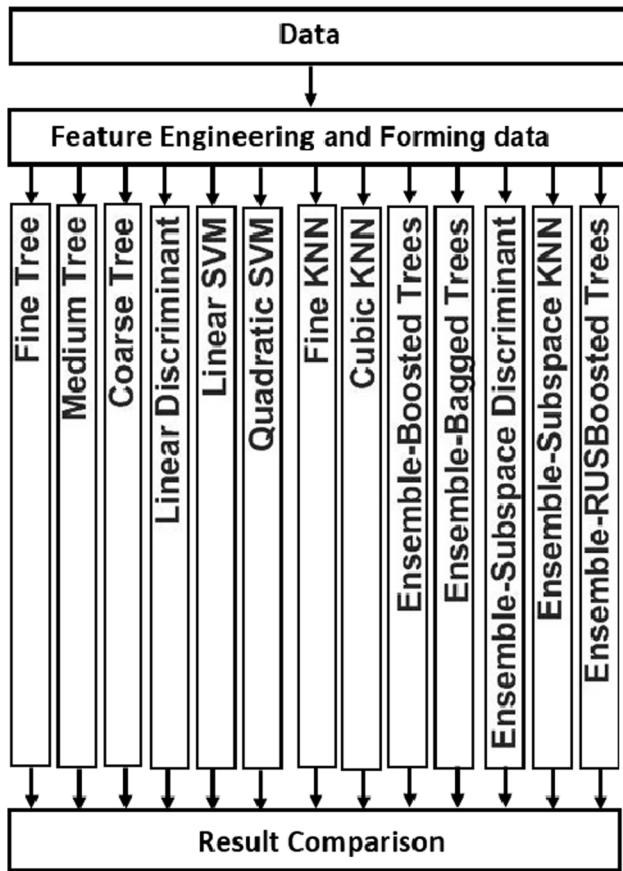 Data
Feature Engineering and Forming data
Fine Tree
Medium Tree
Coarse Tree
Linear Discriminant
Linear SVM
Quadratic SVM
Fine KNN
Cubic KNN
Ensemble-Boosted Trees
Ensemble-Bagged Trees
Ensemble-Subspace Discriminant
Ensemble-Subspace KNN
Ensemble-RUSBoosted Trees
Result Comparison